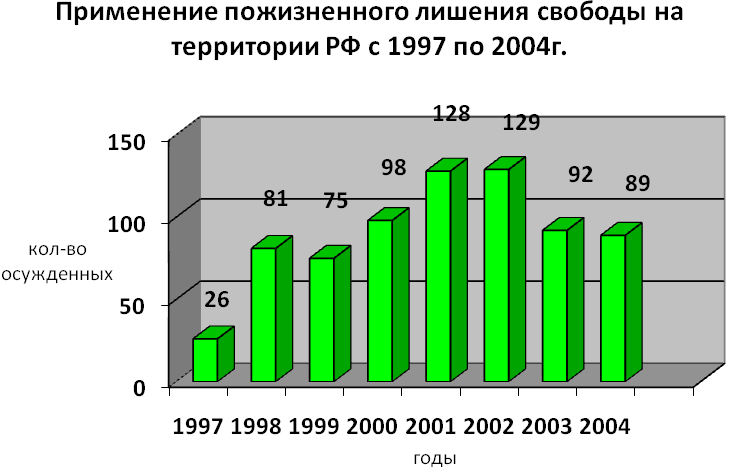 Применение пожизненного лишения свободы на
территории РФ с 1997 по 2004г.
128
129
150
98
92
89
81
75
100
кол-во
осужденных
26
50
0
1997 1998 1999 2000 2001 2002 2003 2004
годы